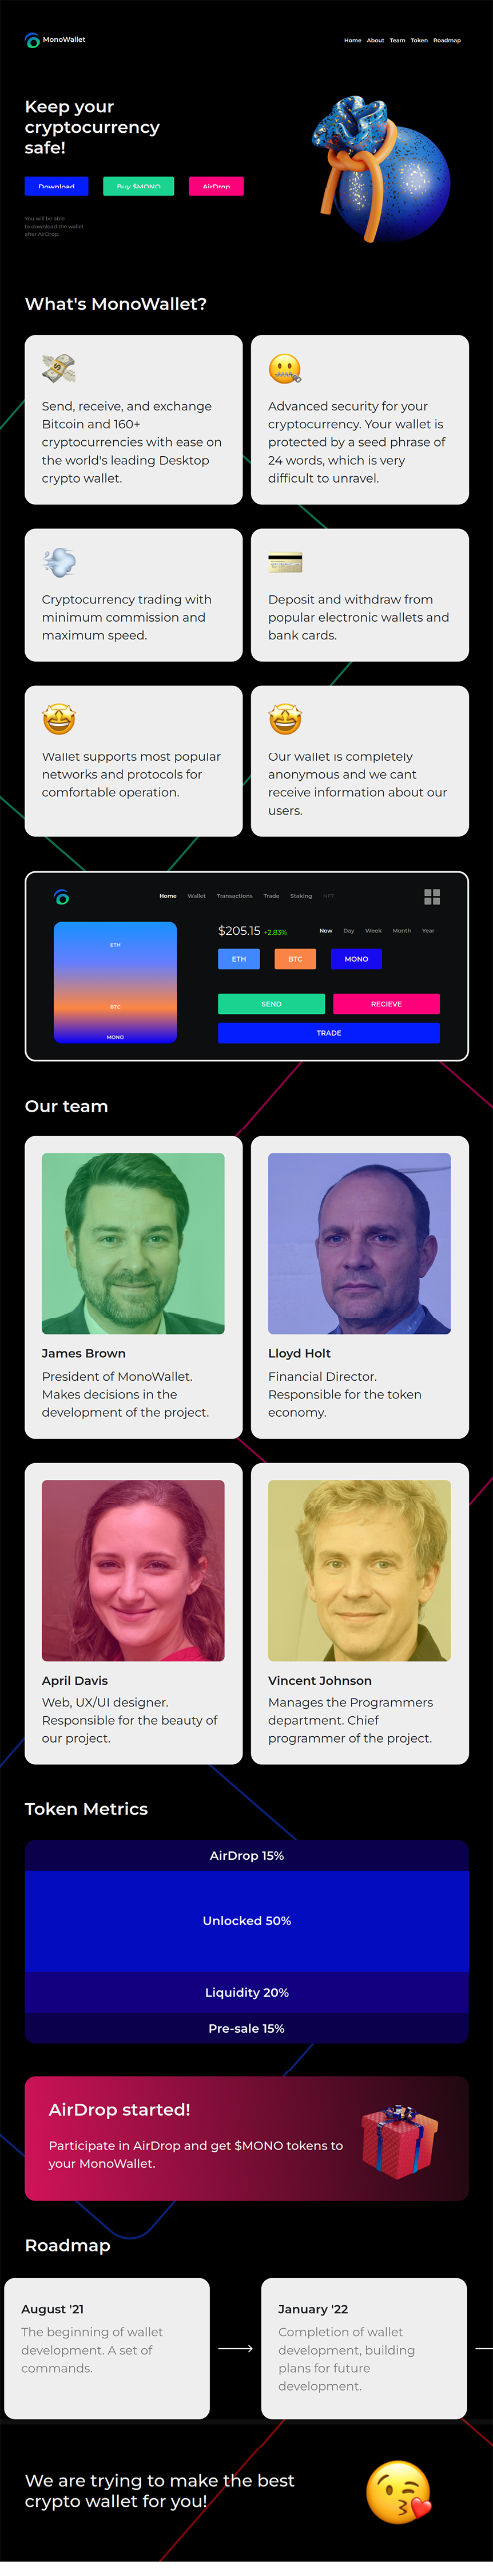 MonoWallet
Home About Team Token Roadmap
Keep your
cryptocurrency
safe!
Download Buy $MONO AirDrop
You will be able
to download the wallet
after AirDrop.
What's MonoWallet?
Send, receive, and exchange
Bitcoin and 160+
cryptocurrencies with ease on
the world's leading Desktop
crypto wallet.
Advanced security for your
cryptocurrency. Your wallet is
protected by a seed phrase of
24 words, which is very
difficult to unravel.
Cryptocurrency trading with
minimum commission and
maximum speed.
Deposit and withdraw from
popular electronic wallets and
bank cards.
Wallet supports most popular
networks and protocols for
comfortable operation.
Our wallet is completely
anonymous and we cant
receive information about our
users.
Home Wallet Transactions Trade Staking NFT
ETH
BTC
MONO
$205.15 +2.83%
Now Day Week Month Year
ETH BTC MONO
SEND RECIEVE
TRADE
Our team
James Brown
President of MonoWallet.
Makes decisions in the
development of the project.
Lloyd Holt
Financial Director.
Responsible for the token
economy.
April Davis
Web, UX/UI designer.
Responsible for the beauty of
our project.
Vincent Johnson
Manages the Programmers
department. Chief
programmer of the project.
Token Metrics
AirDrop 15%
Unlocked 50%
Liquidity 20%
Pre-sale 15%
AirDrop started!
Participate in AirDrop and get $MONO tokens to
your MonoWallet.
Roadmap
August '21
The beginning of wallet
development. A set of
commands.
January '22
Completion of wallet
development, building
plans for future
development.
We are trying to make the best
crypto wallet for you!